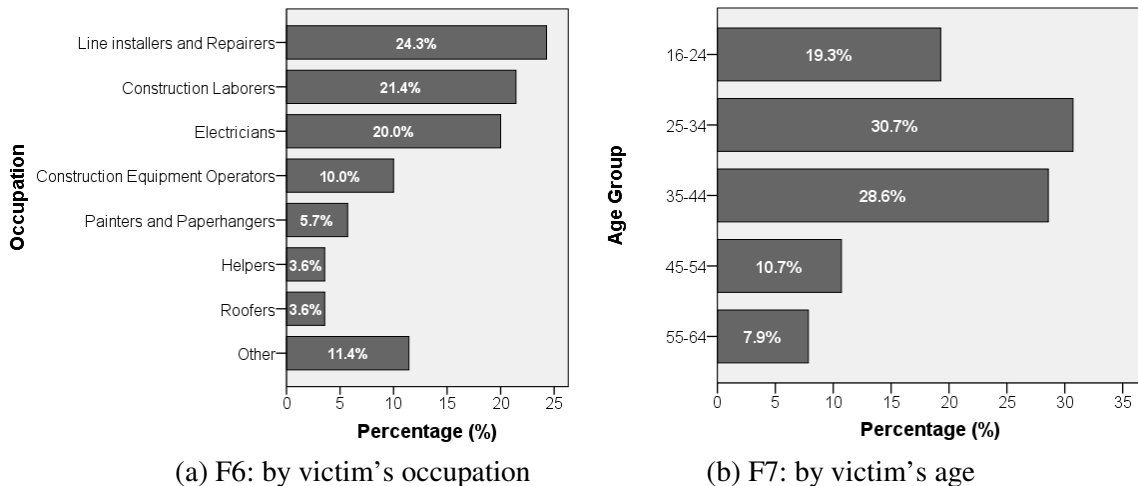 Occupation
Line installers and Repairers
24.3%
Construction Laborers
21.4%
Electricians
20.0%
Construction Equipment Operators
10.0%
Painters and Paperhangers
5.7%
Helpers
3.6%
Roofers
3.6%
Other
11.4%
0 5 10 15 20 25
Percentage (%)
(a) F6: by victim's occupation
Age Group
16-24
19.3%
25-34
30.7%
35-44
28.6%
45-54
10.7%
55-64
7.9%
0 5 10 15 20 25 30 35
Percentage (%)
(b) F7: by victim's age